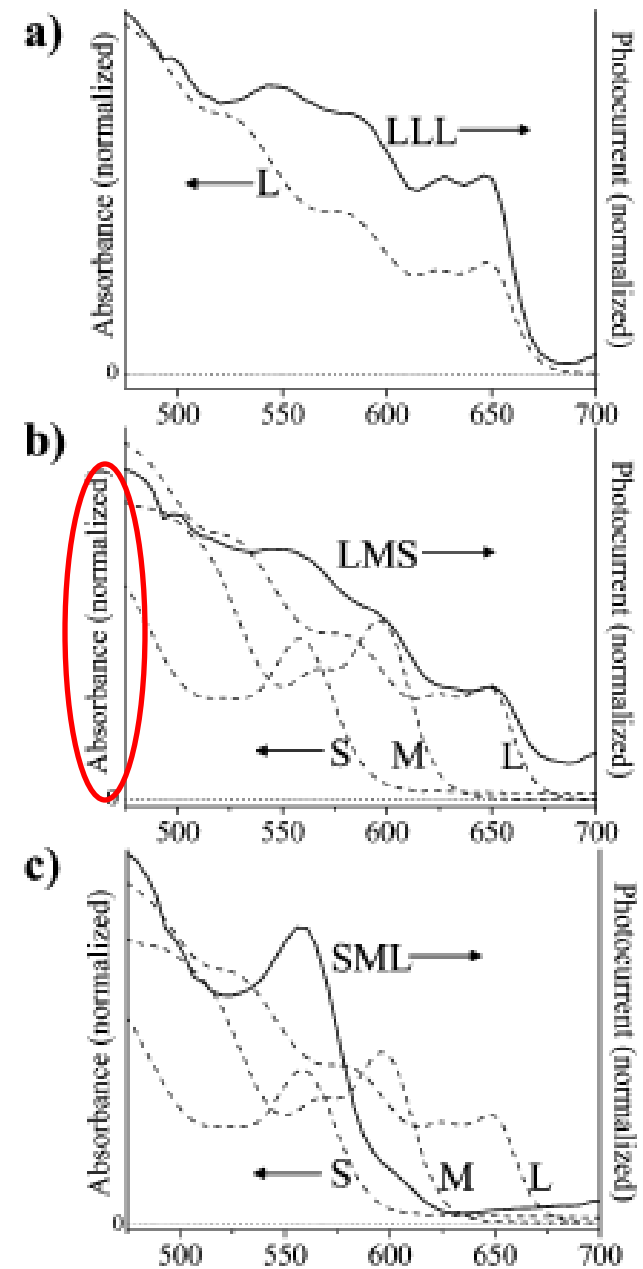 a)
Absorbance (normalized)
Photocurrent (normalized)
LLL
L
0
500 550 600 650 700
b)
Absorbance (normalized)
Photocurrent (normalized)
LMS
S M L
0
500 550 600 650 700
c)
Absorbance (normalized)
Photocurrent (normalized)
SML
S M L
0
500 550 600 650 700